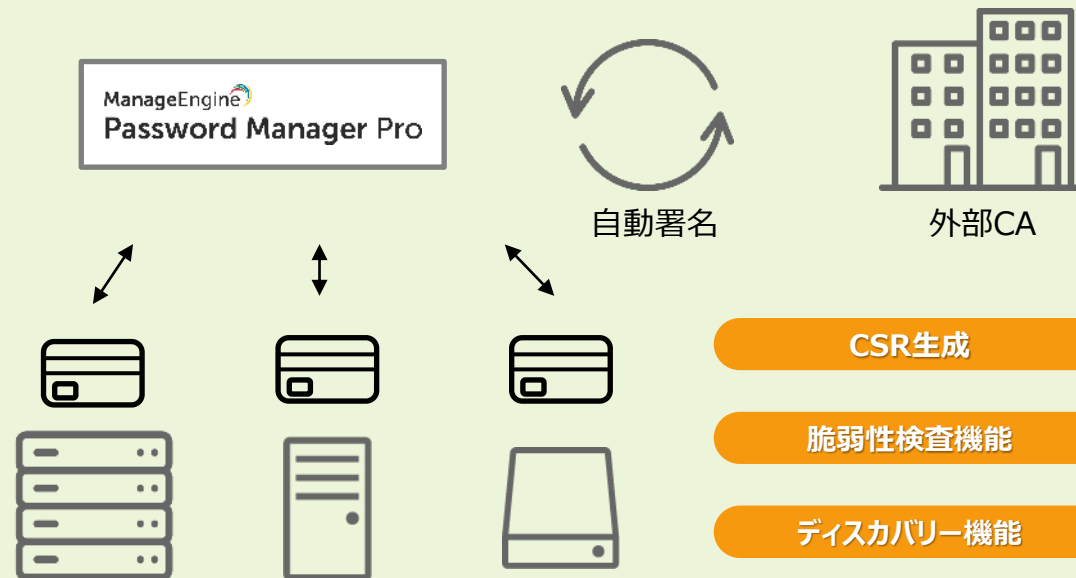 ManageEngine
Password Manager Pro
自動署名
外部CA
CSR生成
脆弱性検査機能
ディスカバリー機能